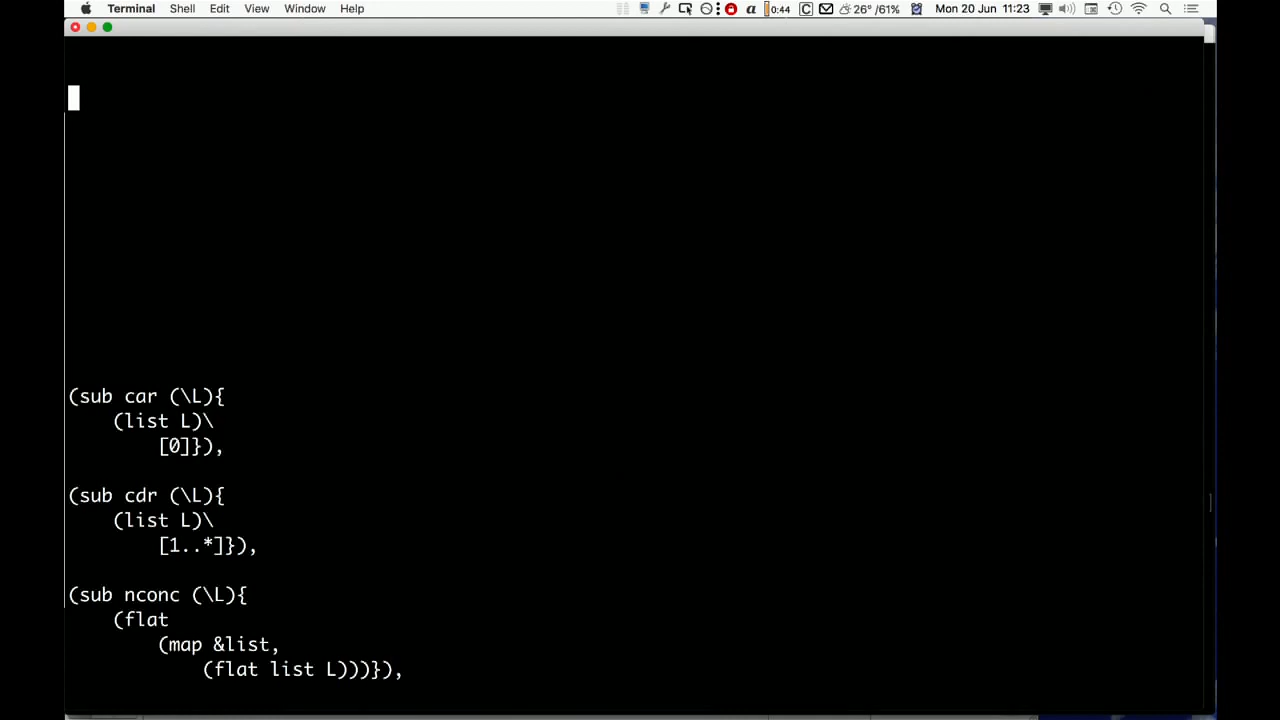 Terminal Shell Edit View Window Help a 0:44 C 26° /61% Mon 20 Jun 11:23
(sub car (\L){
    (list L)\
        [0]}),
(sub cdr (\L){
    (list L)\
        [1..*]}),
(sub nconc (\L){
    (flat
        (map &list,
            (flat list L)))}),